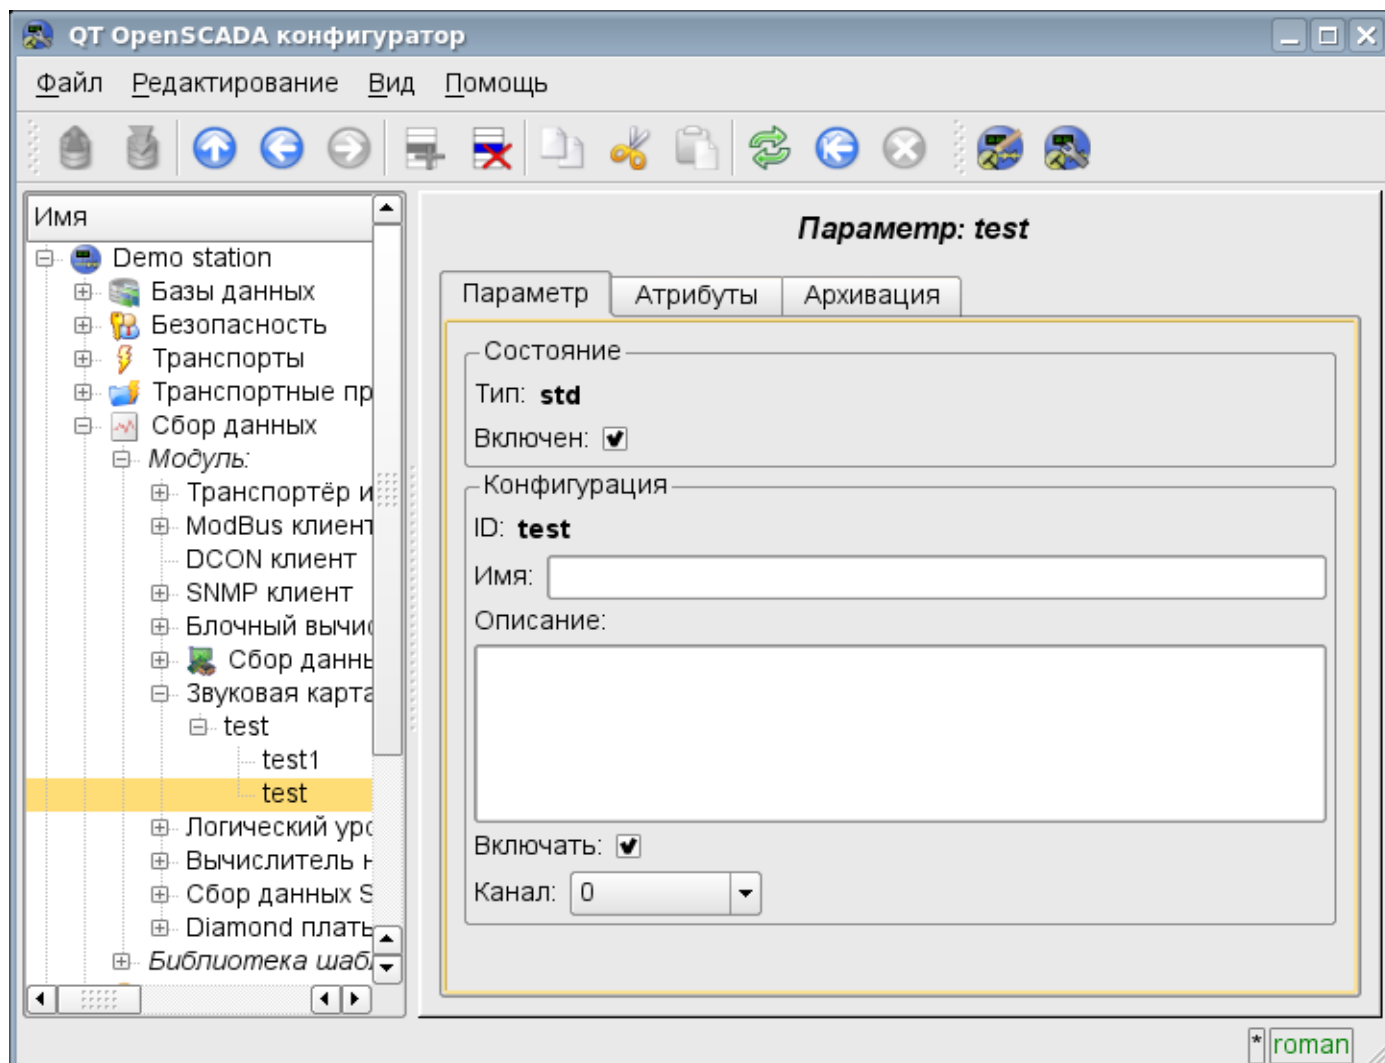 QT OpenSCADA конфигуратор
Файл Редактирование Вид Помощь
Имя
Demo station
Базы данных
Безопасность
Транспорты
Транспортные пр
Сбор данных
Модуль:
Транспортёр и
ModBus клиент
DCON клиент
SNMP клиент
Блочный вычис
Сбор даннь
Звуковая карта
test
test1
test
Логический уро
Вычислитель н
Сбор данных S
Diamond плать
Библиотека шаб
Параметр: test
Параметр Атрибуты Архивация
Состояние
Тип: std
Включен:
Конфигурация
ID: test
Имя:
Описание:
Включать:
Канал: 0
* roman